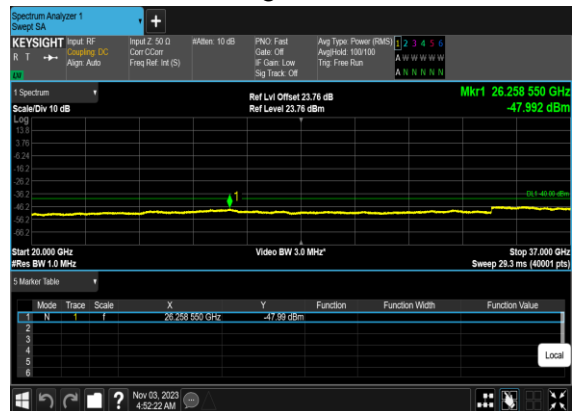 Spectrum Analyzer 1
Swept SA
+
KEYSIGHT Input: RF Input Z: 50 Ω #Atten: 10 dB PNO: Fast Avg Type: Power (RMS) 1 2 3 4 5 6
R T Coupling: DC Corr CCorr Gate: Off Avg|Hold: 100/100 A W W W W W
Align: Auto Freq Ref: Int (S) IF Gain: Low Trig: Free Run
LXI Sig Track: Off A N N N N N
1 Spectrum Ref Lvl Offset 23.76 dB Mkr1 26.258 550 GHz
Scale/Div 10 dB Ref Level 23.76 dBm -47.992 dBm
Log
13.8
3.76
-6.24
-16.2
-26.2
-36.2 1 DL1 -40.00 dBm
-46.2
-56.2
-66.2
Start 20.000 GHz Video BW 3.0 MHz* Stop 37.000 GHz
#Res BW 1.0 MHz Sweep 29.3 ms (40001 pts)
5 Marker Table
Mode Trace Scale X Y Function Function Width Function Value
1 N 1 f 26.258 550 GHz -47.99 dBm
2
3
4
5
6
Local
? Nov 03, 2023
4:52:22 AM